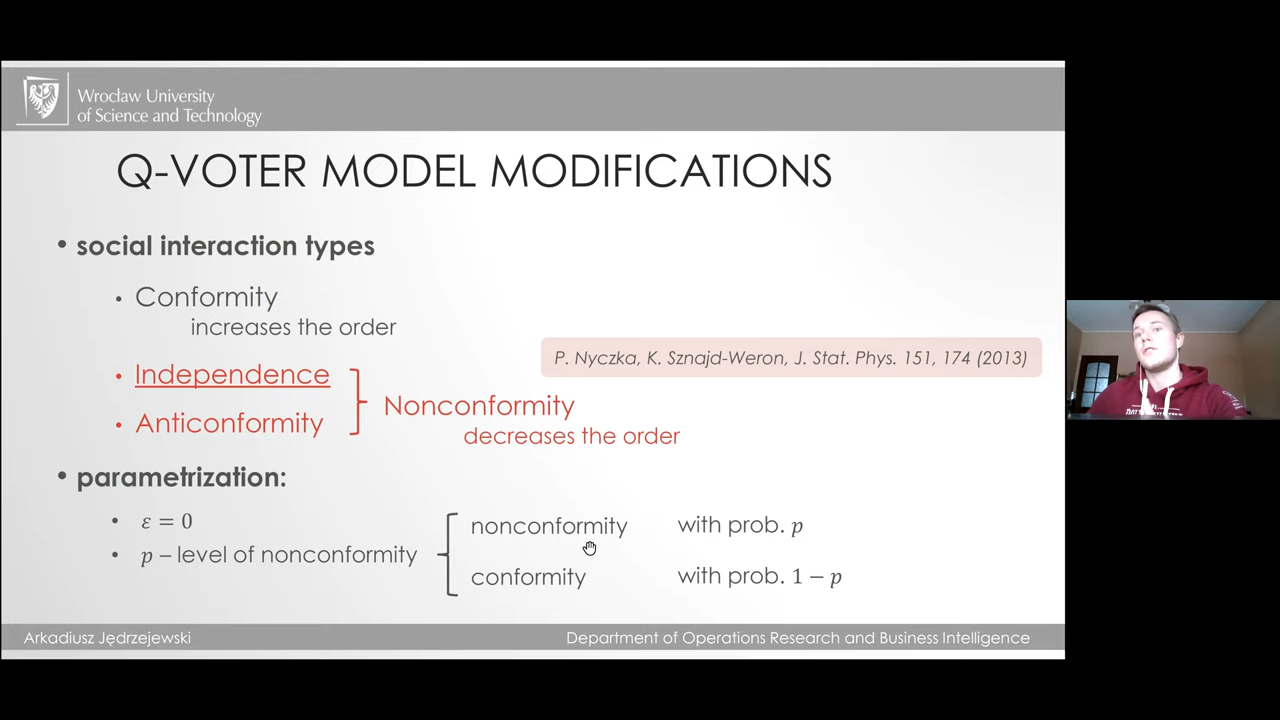 Wrocław University
of Science and Technology
Q-VOTER MODEL MODIFICATIONS
• social interaction types
• Conformity
increases the order
P. Nyczka, K. Sznajd-Weron, J. Stat. Phys. 151, 174 (2013)
• Independence
• Anticonformity
Nonconformity
decreases the order
• parametrization:
• ε = 0
• p – level of nonconformity
nonconformity with prob. p
conformity with prob. 1 − p
Arkadiusz Jędrzejewski
Department of Operations Research and Business Intelligence